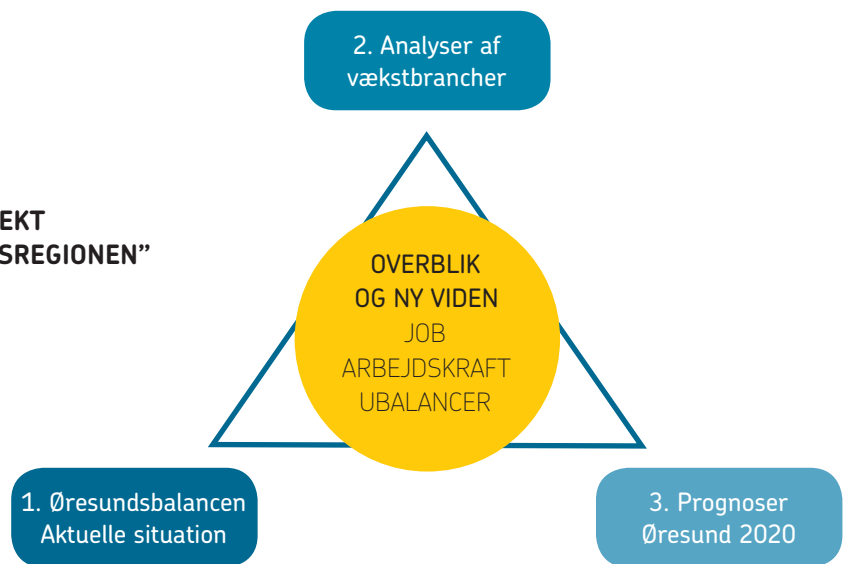 2. Analyser af
vækstbrancher
EKT
SREGIONEN”
OVERBLIK
OG NY VIDEN
JOB
ARBEJDSKRAFT
UBALANCER
1. Øresundsbalancen
Aktuelle situation
3. Prognoser
Øresund 2020